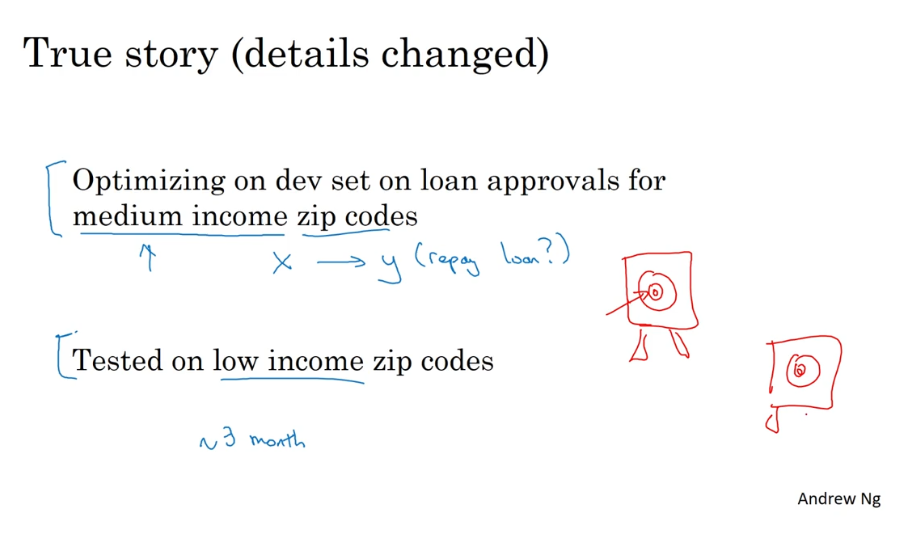 True story (details changed)
Optimizing on dev set on loan approvals for
medium income zip codes
x → y (repay loan?)
Tested on low income zip codes
~3 month
Andrew Ng